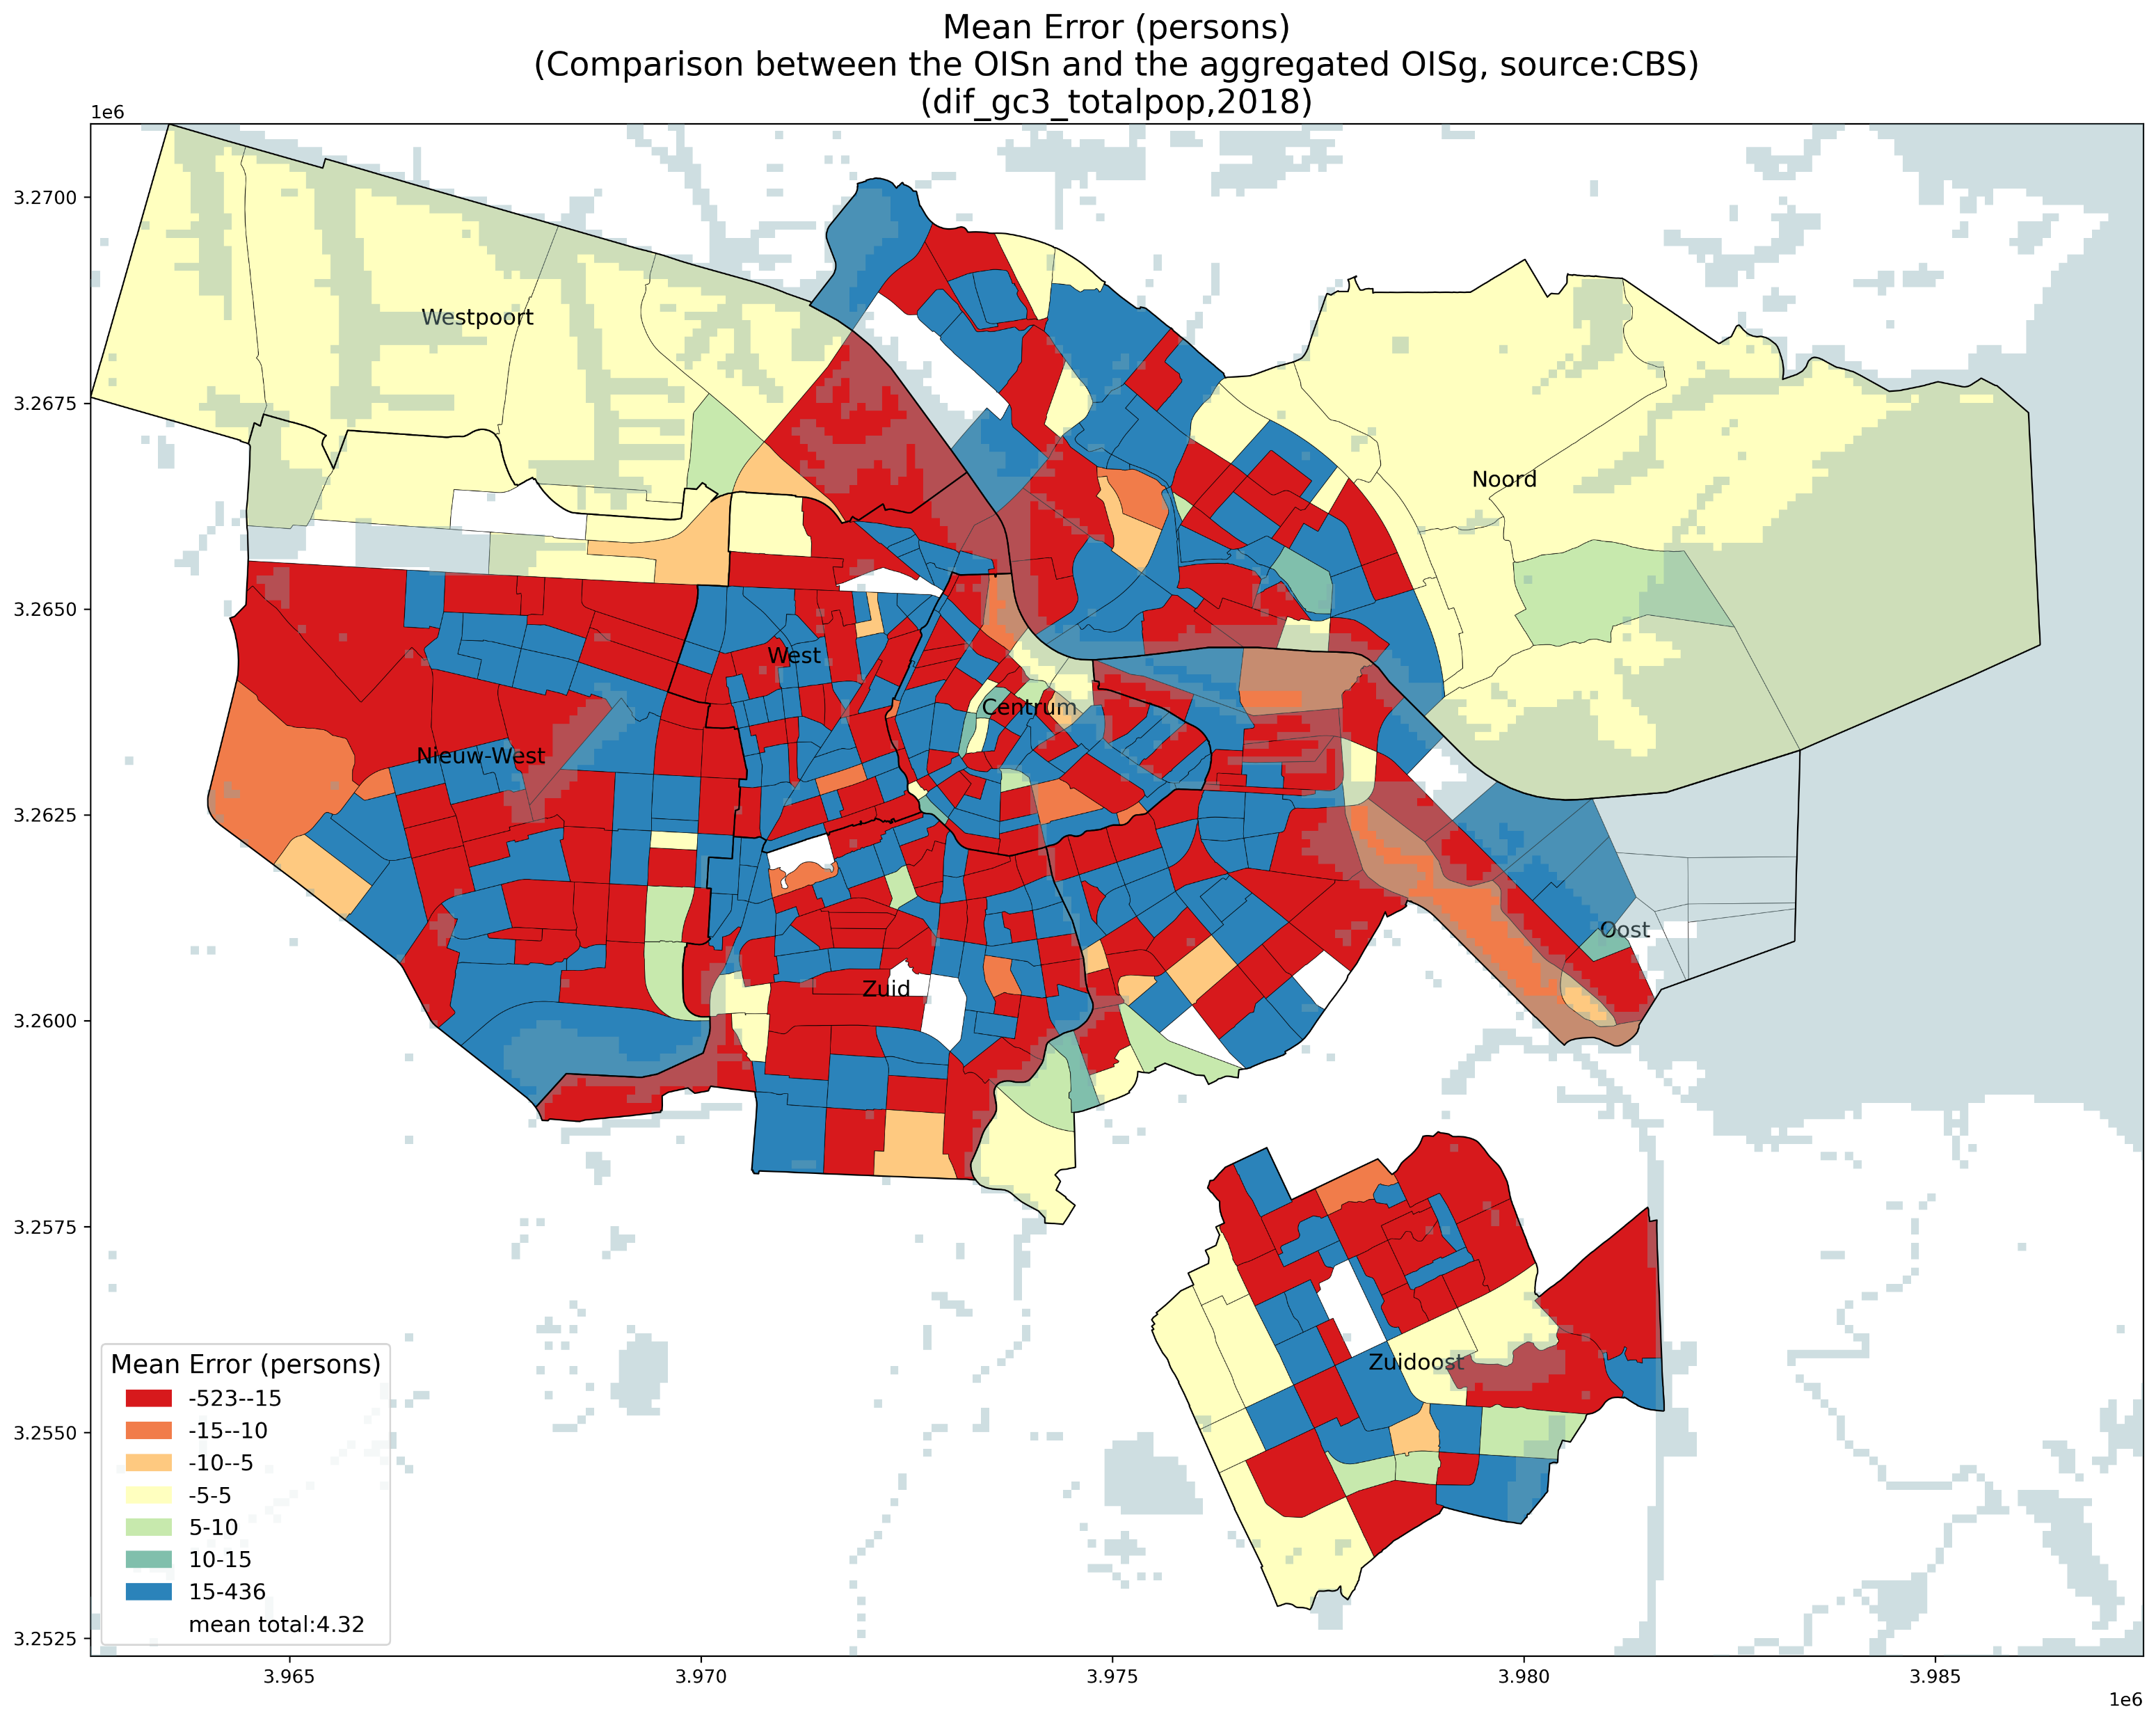 Mean Error (persons)
(Comparison between the OISn and the aggregated OISg, source:CBS)
(dif_gc3_totalpop,2018)
1e6
3.2700
3.2675
3.2650
3.2625
3.2600
3.2575
3.2550
3.2525
Westpoort
Noord
West
Centrum
Nieuw-West
Oost
Zuid
Zuidoost
Mean Error (persons)
-523--15
-15--10
-10--5
-5-5
5-10
10-15
15-436
mean total:4.32
3.965
3.970
3.975
3.980
3.985
1e6